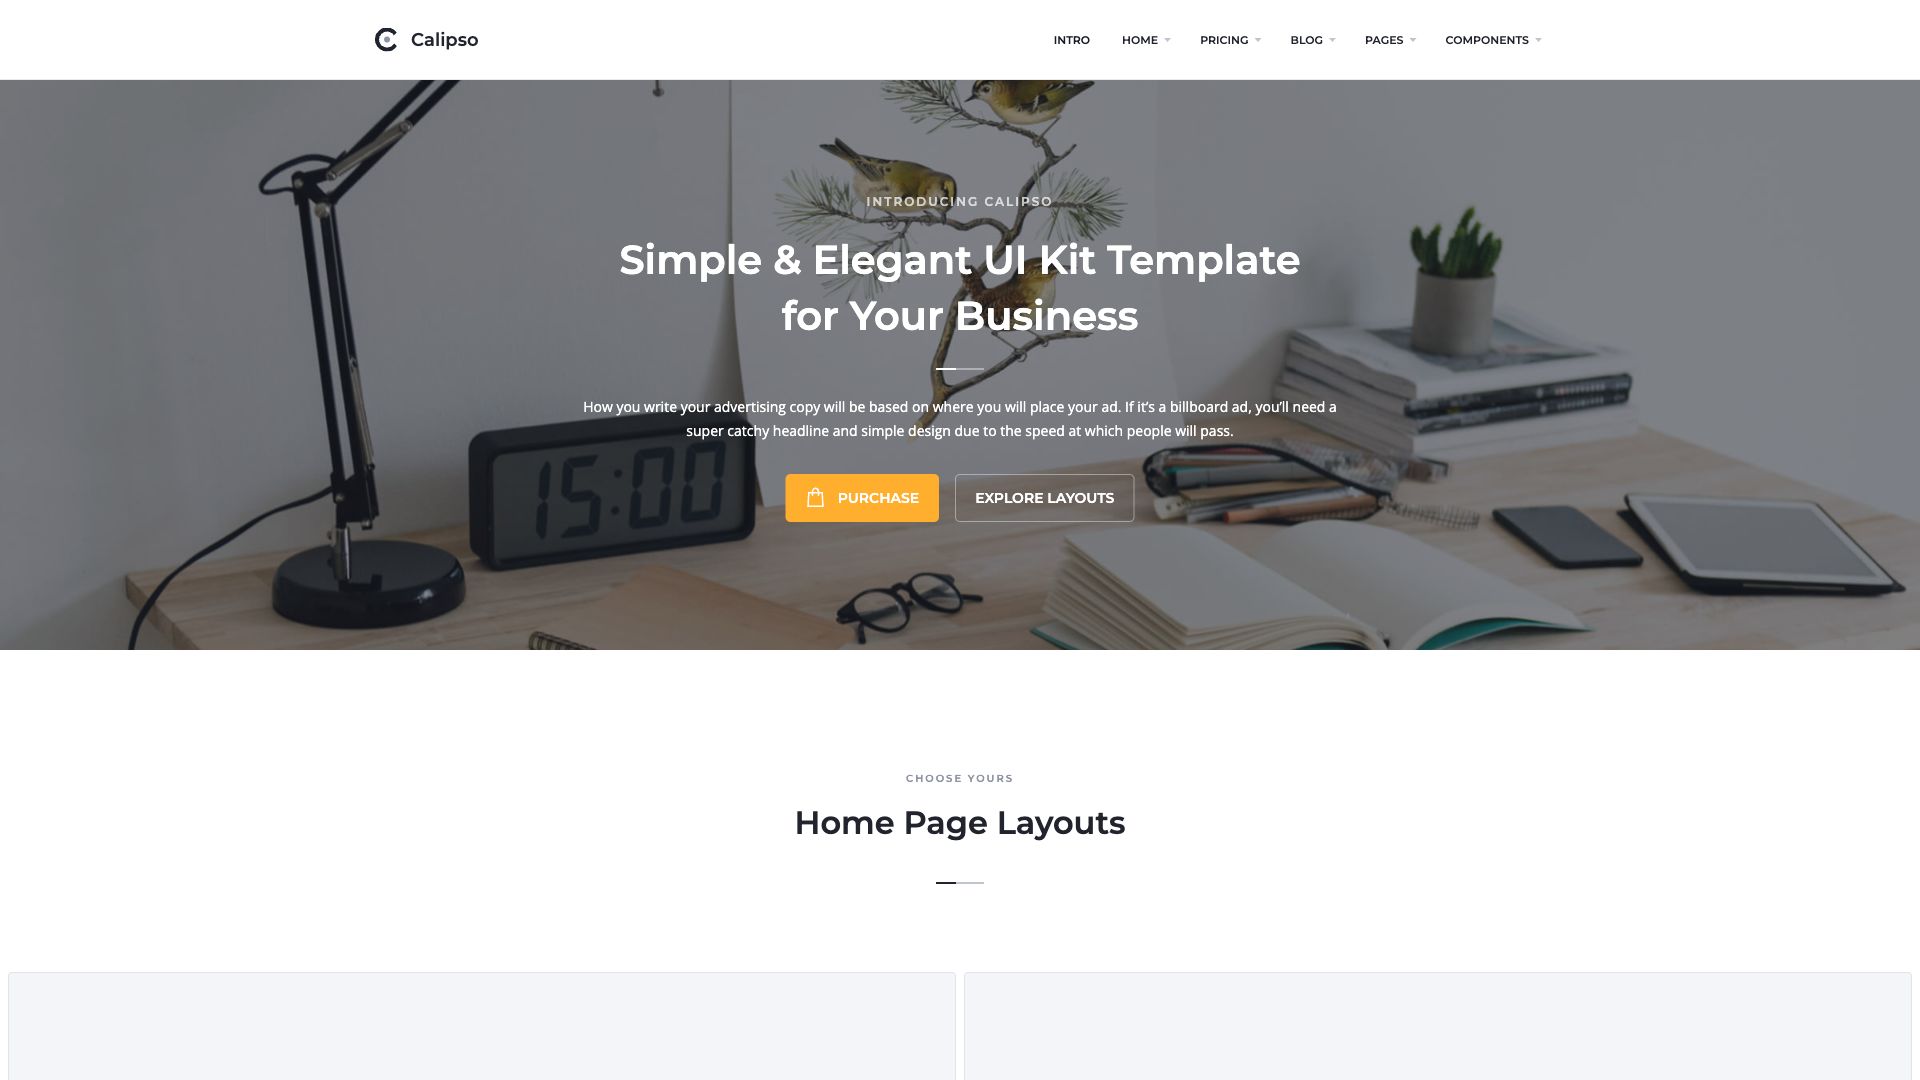 Calipso
INTRO
HOME
PRICING
BLOG
PAGES
COMPONENTS
INTRODUCING CALIPSO
Simple & Elegant UI Kit Template
for Your Business
How you write your advertising copy will be based on where you will place your ad. If it’s a billboard ad, you’ll need a
super catchy headline and simple design due to the speed at which people will pass.
15:00
PURCHASE
EXPLORE LAYOUTS
CHOOSE YOURS
Home Page Layouts